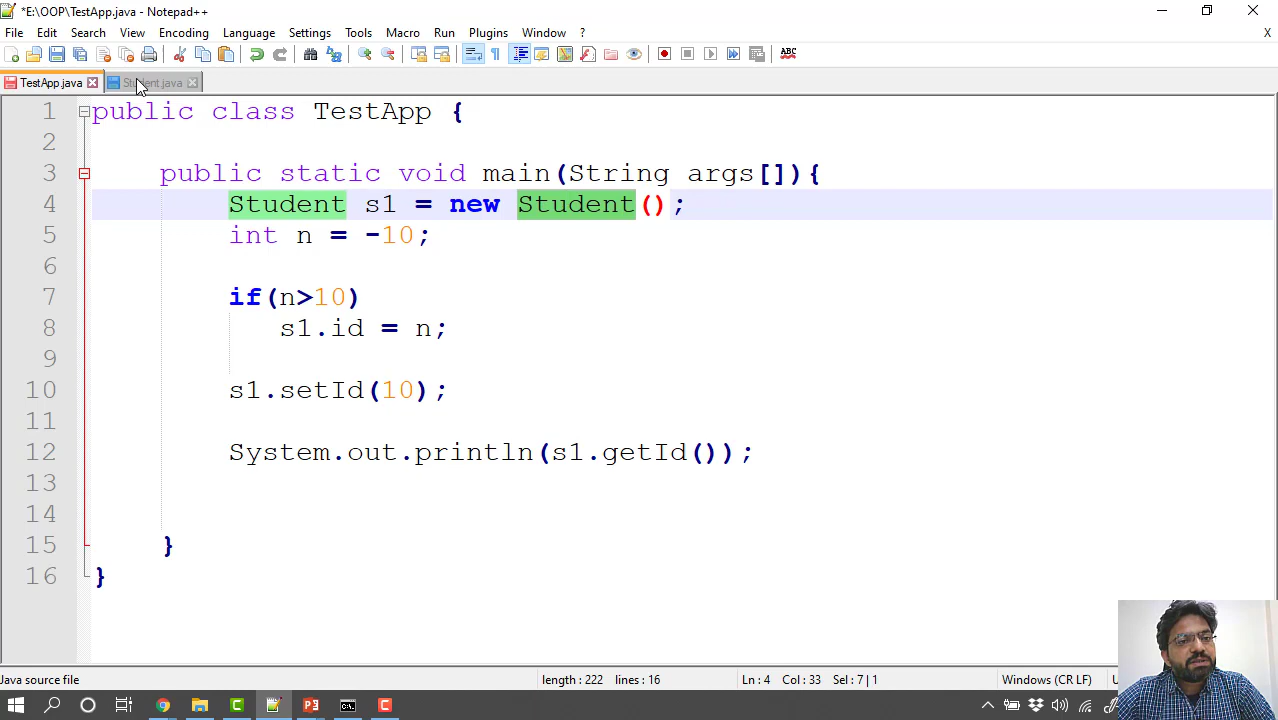 *E:\OOP\TestApp.java - Notepad++
File Edit Search View Encoding Language Settings Tools Macro Run Plugins Window ? X
ABC
TestApp.java Student.java
1 public class TestApp {
2
3 public static void main(String args[]){
4 Student s1 = new Student();
5 int n = -10;
6
7 if(n>10)
8 s1.id = n;
9
10 s1.setId(10);
11
12 System.out.println(s1.getId());
13
14
15 }
16 }
Java source file length : 222 lines : 16 Ln : 4 Col : 33 Sel : 7 | 1 Windows (CR LF)